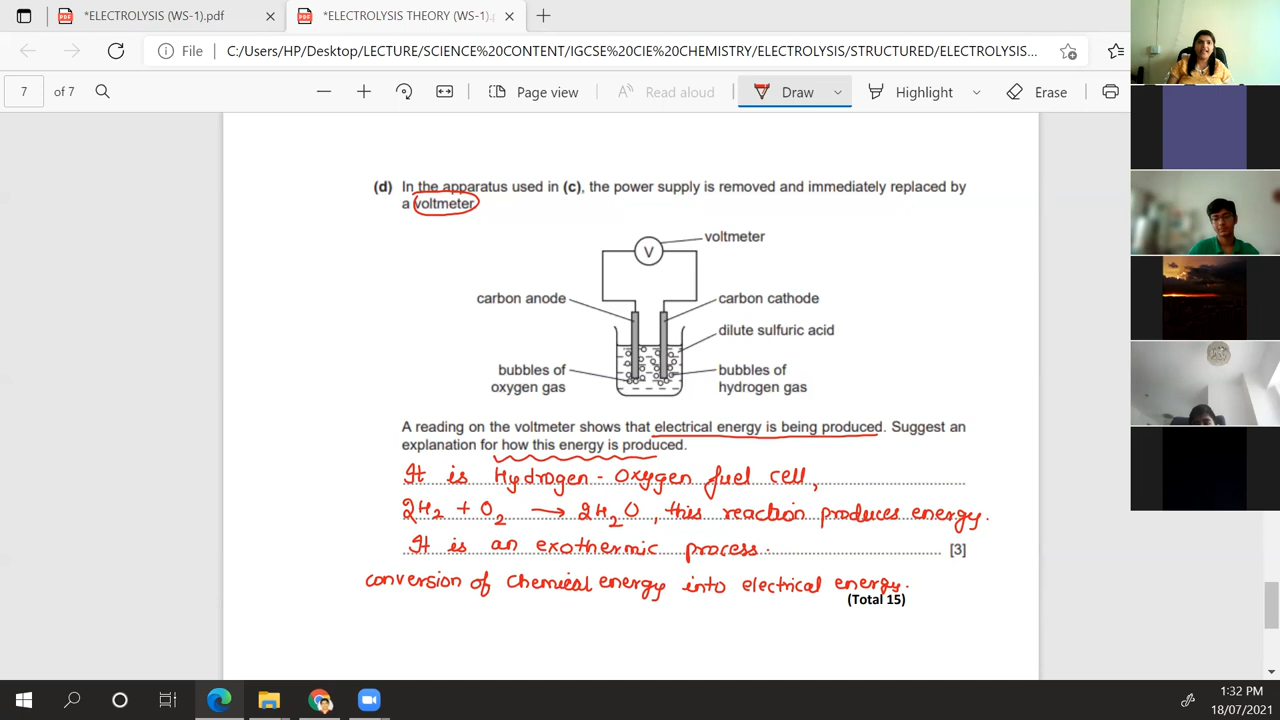 *ELECTROLYSIS (WS-1).pdf
*ELECTROLYSIS THEORY (WS-1).
File
C:/Users/HP/Desktop/LECTURE/SCIENCE%20CONTENT/IGCSE%20CIE%20CHEMISTRY/ELECTROLYSIS/STRUCTURED/ELECTROLYSIS...
7 of 7
Page view
Read aloud
Draw
Highlight
Erase
(d) In the apparatus used in (c), the power supply is removed and immediately replaced by
a voltmeter
voltmeter
V
carbon anode
carbon cathode
dilute sulfuric acid
bubbles of
oxygen gas
bubbles of
hydrogen gas
A reading on the voltmeter shows that electrical energy is being produced. Suggest an
explanation for how this energy is produced.
It is Hydrogen - Oxygen fuel cell,
2H2 + O2 → 2H2O, this reaction produces energy.
It is an exothermic process.
[3]
conversion of chemical energy into electrical energy.
(Total 15)
1:32 PM
18/07/2021